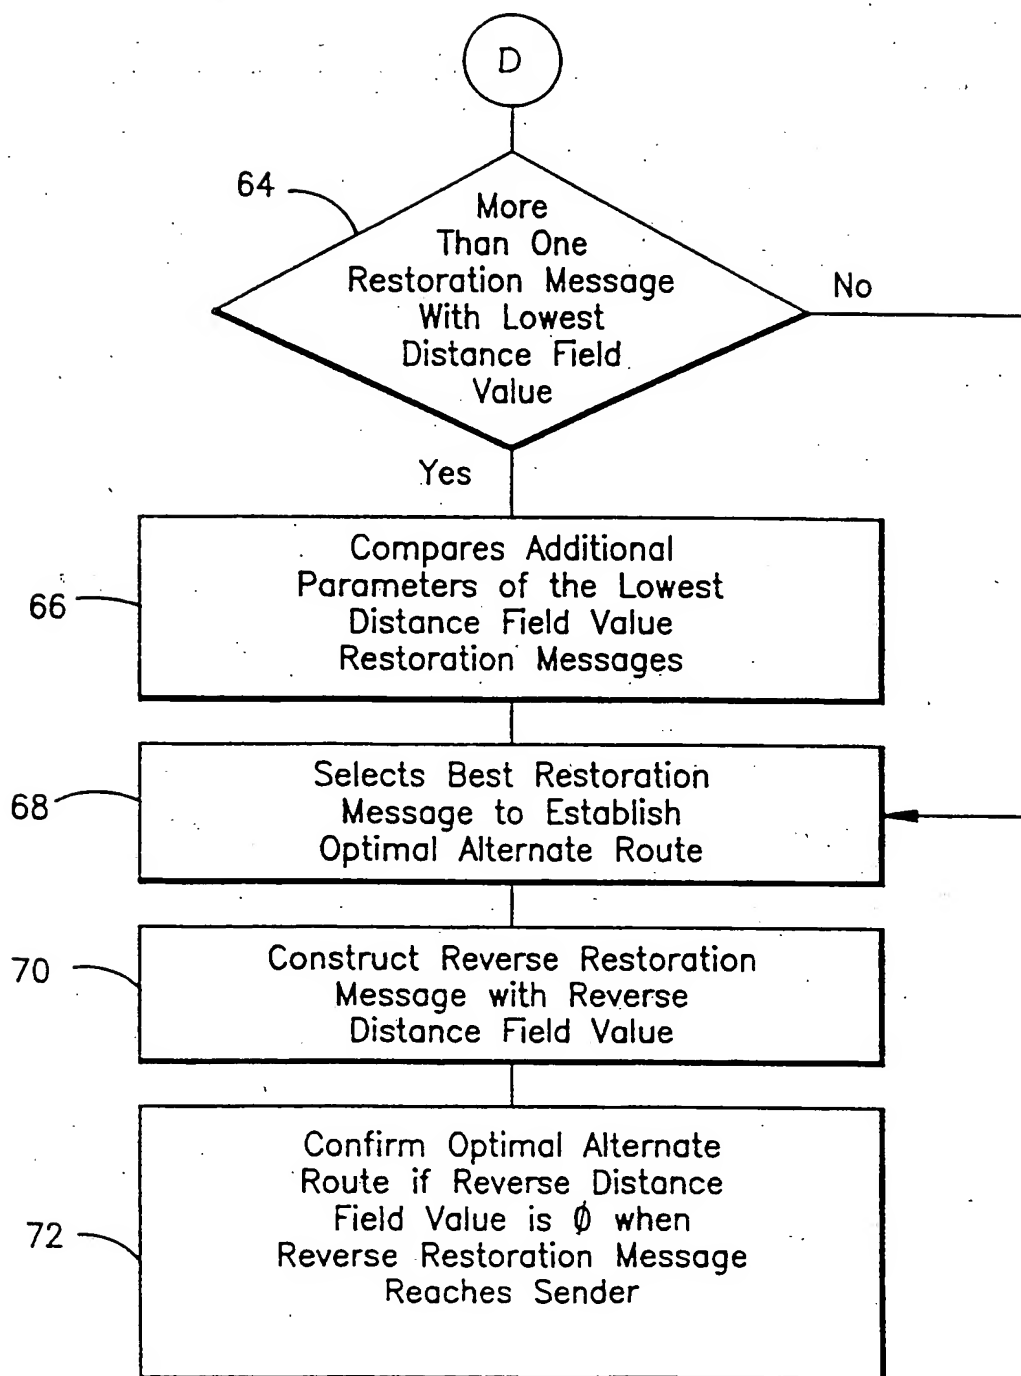 D
64
More
Than One
Restoration Message
With Lowest
Distance Field
Value
No
Yes
66
Compares Additional
Parameters of the Lowest
Distance Field Value
Restoration Messages
68
Selects Best Restoration
Message to Establish
Optimal Alternate Route
70
Construct Reverse Restoration
Message with Reverse
Distance Field Value
72
Confirm Optimal Alternate
Route if Reverse Distance
Field Value is Ø when
Reverse Restoration Message
Reaches Sender